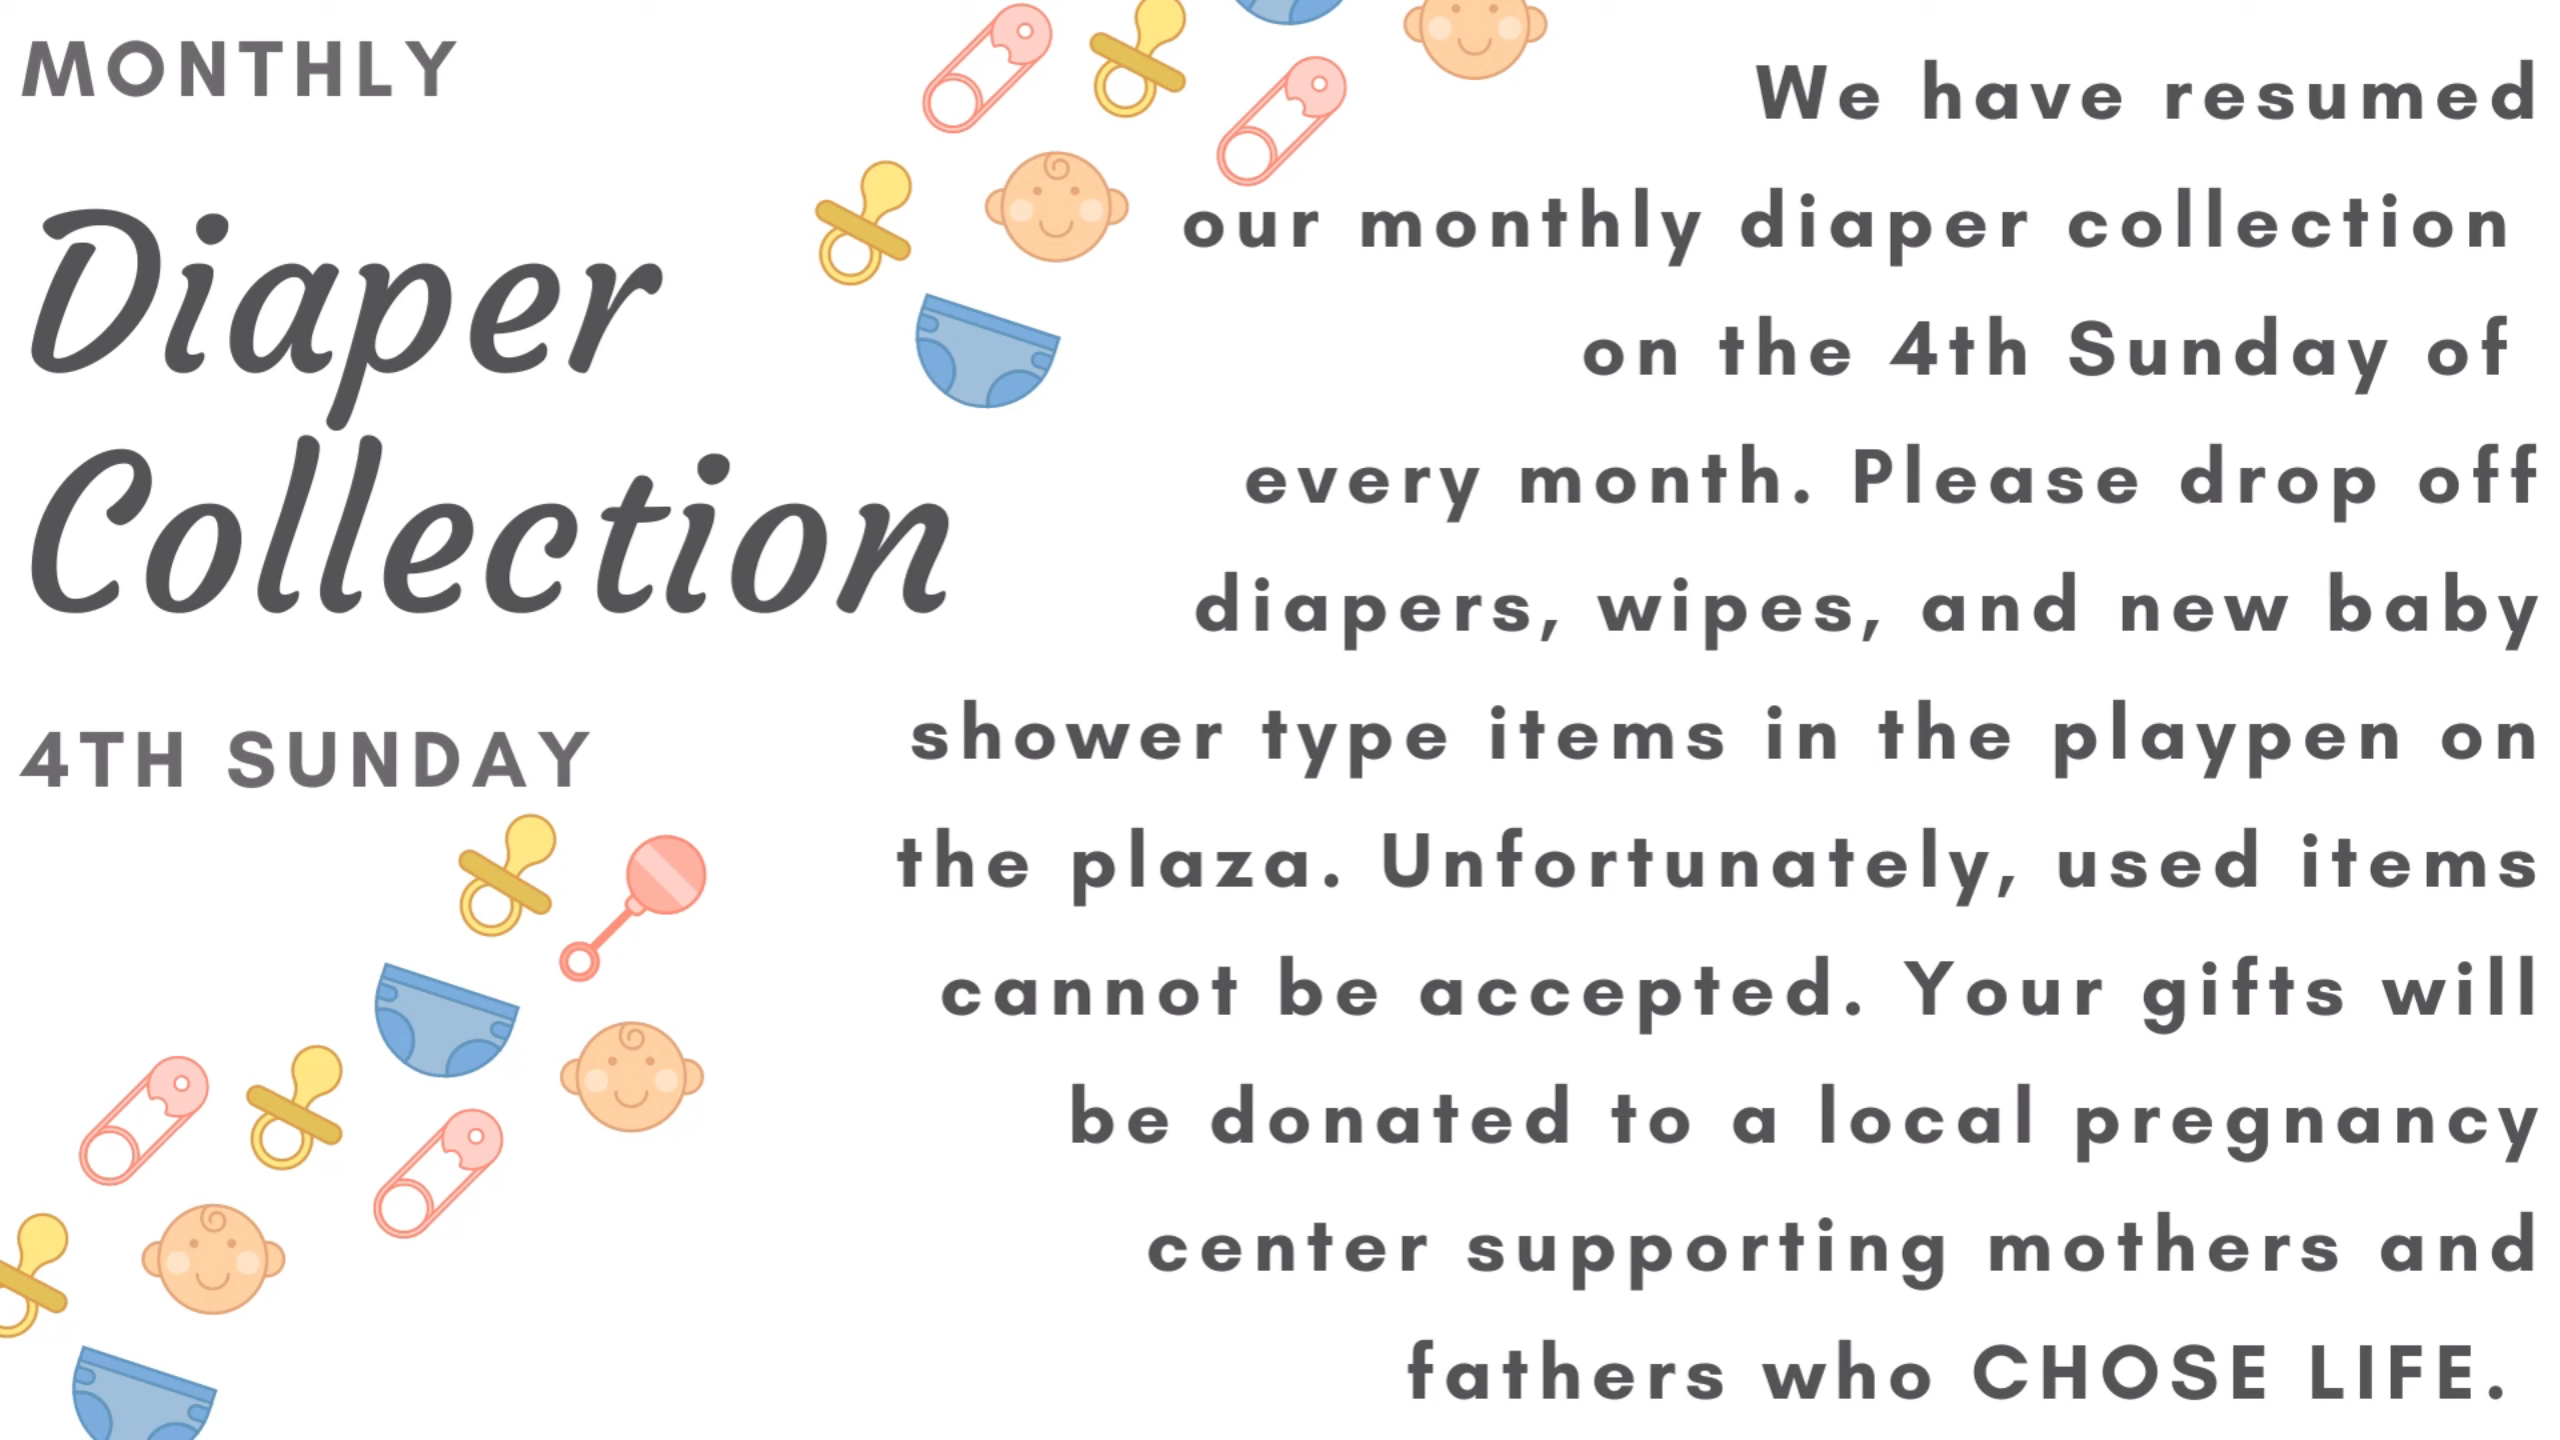 MONTHLY
Diaper
Collection
4TH SUNDAY
We have resumed
our monthly diaper collection
on the 4th Sunday of
every month. Please drop off
diapers, wipes, and new baby
shower type items in the playpen on
the plaza. Unfortunately, used items
cannot be accepted. Your gifts will
be donated to a local pregnancy
center supporting mothers and
fathers who CHOSE LIFE.